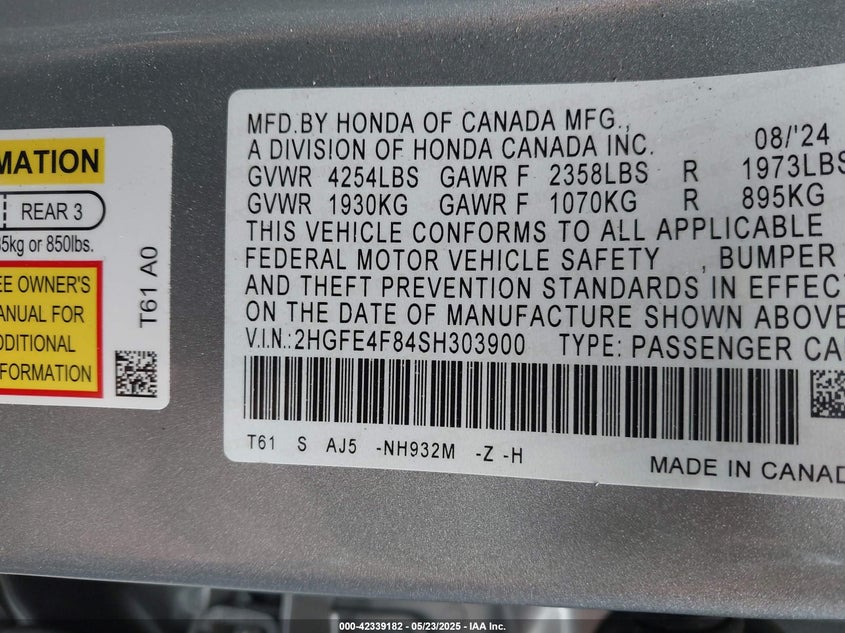 MATION
REAR 3
5kg or 850lbs.
EE OWNER'S
ANUAL FOR
DDITIONAL
FORMATION
T61 A0
MFD.BY HONDA OF CANADA MFG.,
A DIVISION OF HONDA CANADA INC. 08/'24
GVWR 4254LBS GAWR F 2358LBS R 1973LBS
GVWR 1930KG GAWR F 1070KG R 895KG
THIS VEHICLE CONFORMS TO ALL APPLICABLE
FEDERAL MOTOR VEHICLE SAFETY , BUMPER
AND THEFT PREVENTION STANDARDS IN EFFECT
ON THE DATE OF MANUFACTURE SHOWN ABOVE
V.I.N.:2HGFE4F84SH303900 TYPE: PASSENGER CA
T61 S AJ5 -NH932M -Z -H
MADE IN CANAD
000-42339182 - 05/23/2025 - IAA Inc.